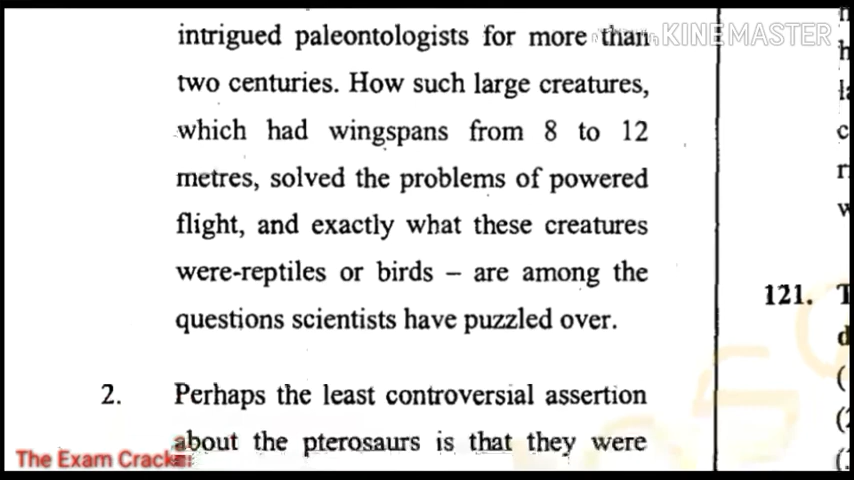 intrigued paleontologists for more than
two centuries. How such large creatures,
which had wingspans from 8 to 12
metres, solved the problems of powered
flight, and exactly what these creatures
were-reptiles or birds – are among the
questions scientists have puzzled over.
2. Perhaps the least controversial assertion
about the pterosaurs is that they were
121.
KINEMASTER
The Exam Cracker